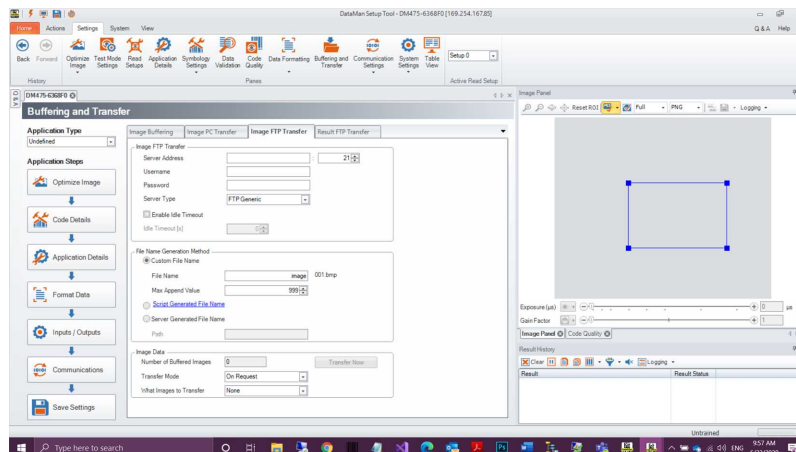 DataMan Setup Tool - DM475-6368F0 [169.254.167.85]
Home Actions Settings System View Q & A Help
Back Forward Optimize Image Test Mode Settings Read Setups Application Details Symbology Settings Data Validation Code Quality Data Formatting Buffering and Transfer Communication Settings System Settings Table View Setup 0
History Panes Active Read Setup
DM475-6368F0
Image Panel
Buffering and Transfer
Reset ROI Full PNG Logging
Application Type
Undefined
Image Buffering Image PC Transfer Image FTP Transfer Result FTP Transfer
Application Steps
Optimize Image
Code Details
Application Details
Format Data
Inputs / Outputs
Communications
Save Settings
Image FTP Transfer
Server Address : 21
Username
Password
Server Type FTP Generic
Enable Idle Timeout
Idle Timeout [s]
File Name Generation Method
Custom File Name
File Name image 001.bmp
Max Append Value 999
Script Generated File Name
Server Generated File Name
Path
Image Data
Number of Buffered Images 0 Transfer Now
Transfer Mode On Request
What Images to Transfer None
Exposure (µs) 0 µs
Gain Factor 1
Image Panel Code Quality
Result History
Clear Logging
Result Result Status
Untrained
Type here to search
ENG
9:57 AM